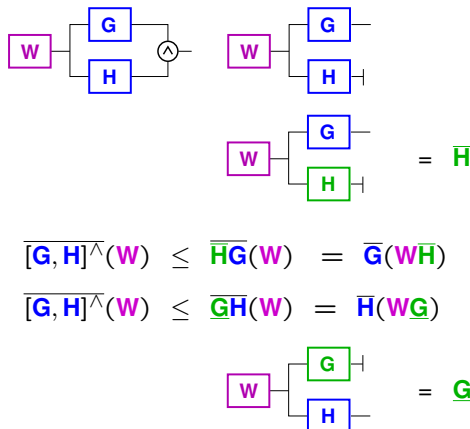 G G
W ∧ W
H H
G
W = H̅
H
[̅G̅,̅ ̅H̅]̅^̅∧̅(W) ≤ H̅G̅(W) = G̅(WH̅)
[̅G̅,̅ ̅H̅]̅^̅∧̅(W) ≤ G̲̅H̅(W) = H̅(WG̲)
G
W = G̲
H